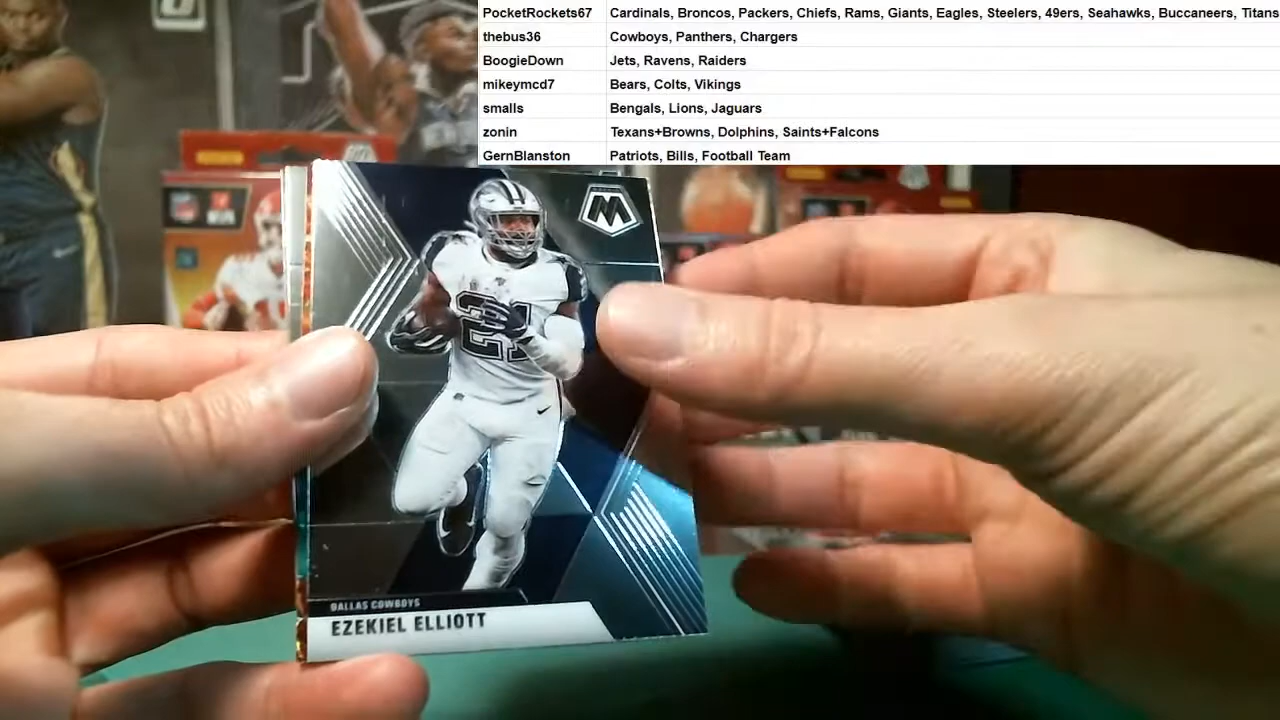 PocketRockets67 Cardinals, Broncos, Packers, Chiefs, Rams, Giants, Eagles, Steelers, 49ers, Seahawks, Buccaneers, Titans
thebus36 Cowboys, Panthers, Chargers
BoogieDown Jets, Ravens, Raiders
mikeymcd7 Bears, Colts, Vikings
smalls Bengals, Lions, Jaguars
zonin Texans+Browns, Dolphins, Saints+Falcons
GernBlanston Patriots, Bills, Football Team
M
21
DALLAS COWBOYS
EZEKIEL ELLIOTT